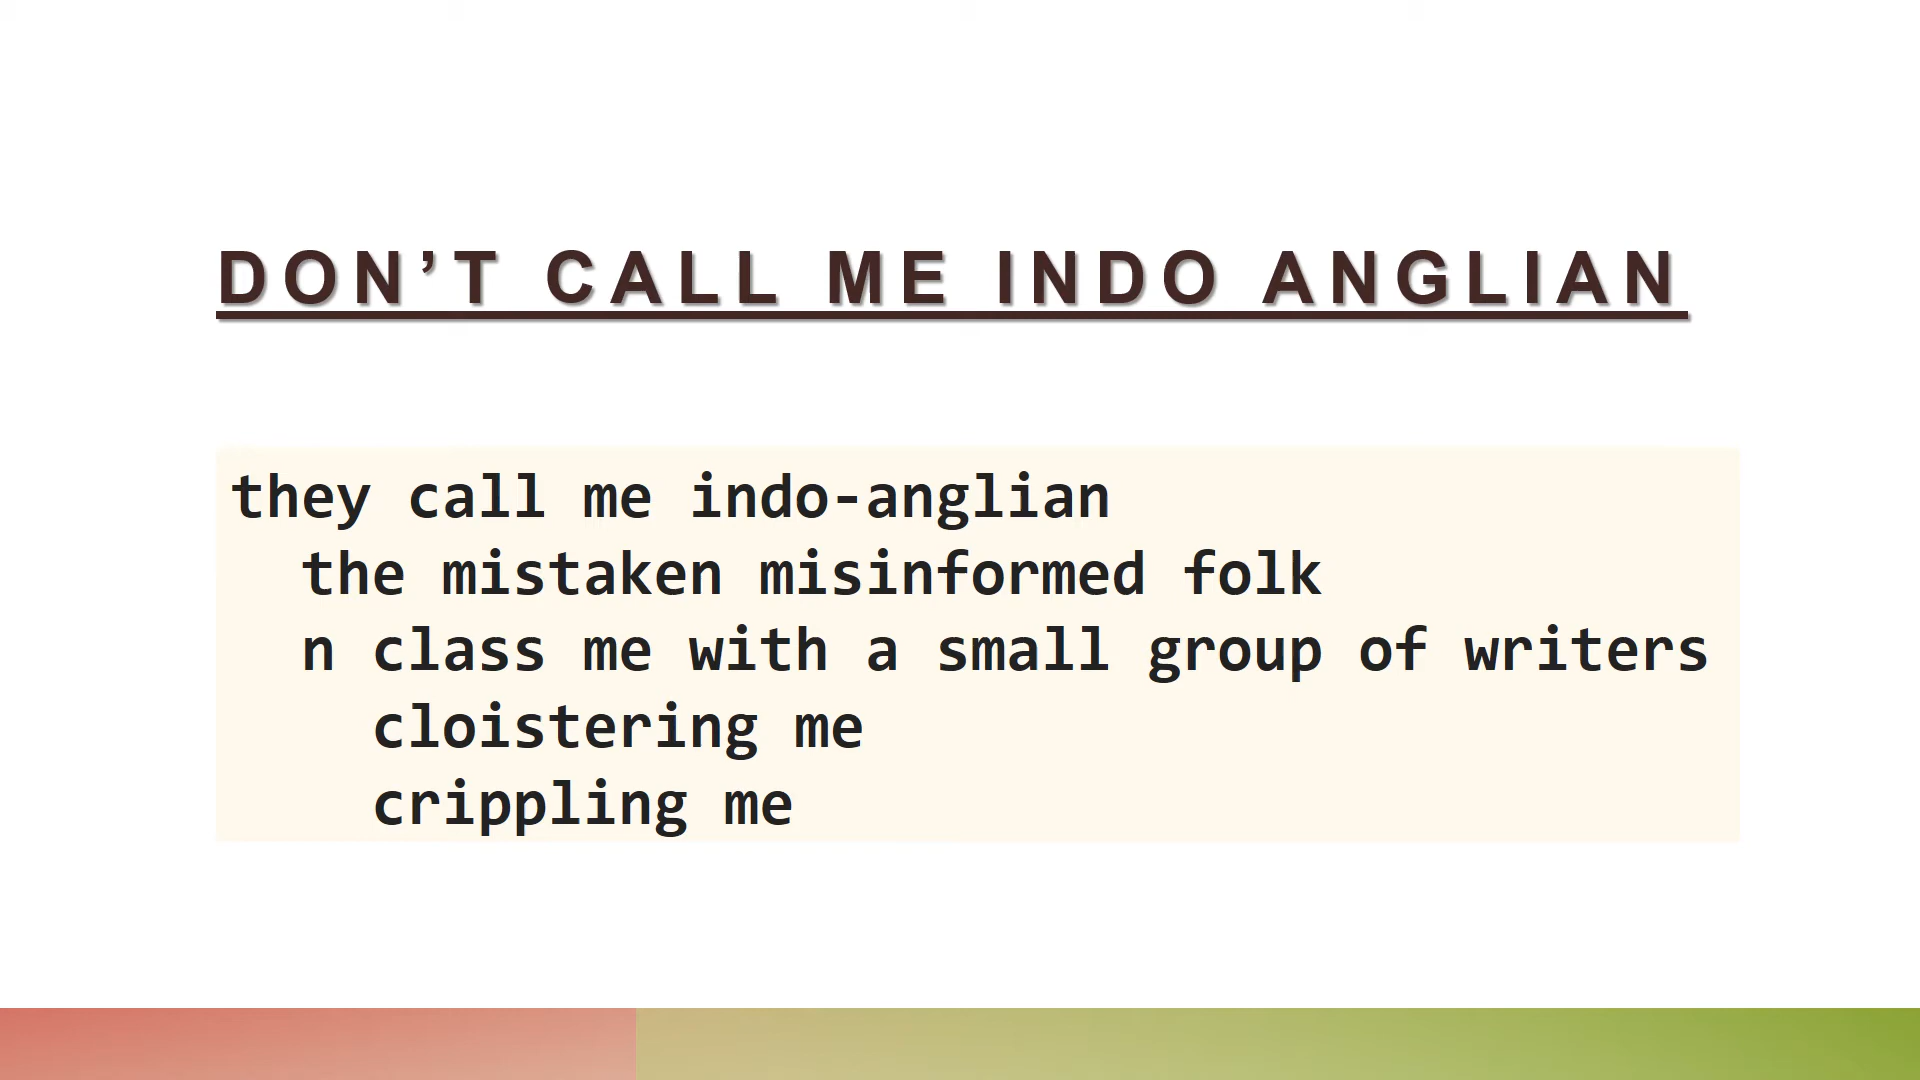 DON’T CALL ME INDO ANGLIAN
they call me indo-anglian
the mistaken misinformed folk
n class me with a small group of writers
cloistering me
crippling me